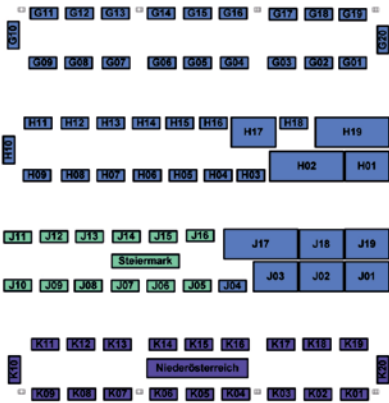 G11 G12 G13 G14 G15 G16 G17 G18 G19
G10 G20
G09 G08 G07 G06 G05 G04 G03 G02 G01
H11 H12 H13 H14 H15 H16 H17 H18 H19
H10
H09 H08 H07 H06 H05 H04 H03 H02 H01
J11 J12 J13 J14 J15 J16 J17 J18 J19
Steiermark
J10 J09 J08 J07 J06 J05 J04 J03 J02 J01
K11 K12 K13 K14 K15 K16 K17 K18 K19
K10 Niederösterreich K20
K09 K08 K07 K06 K05 K04 K03 K02 K01